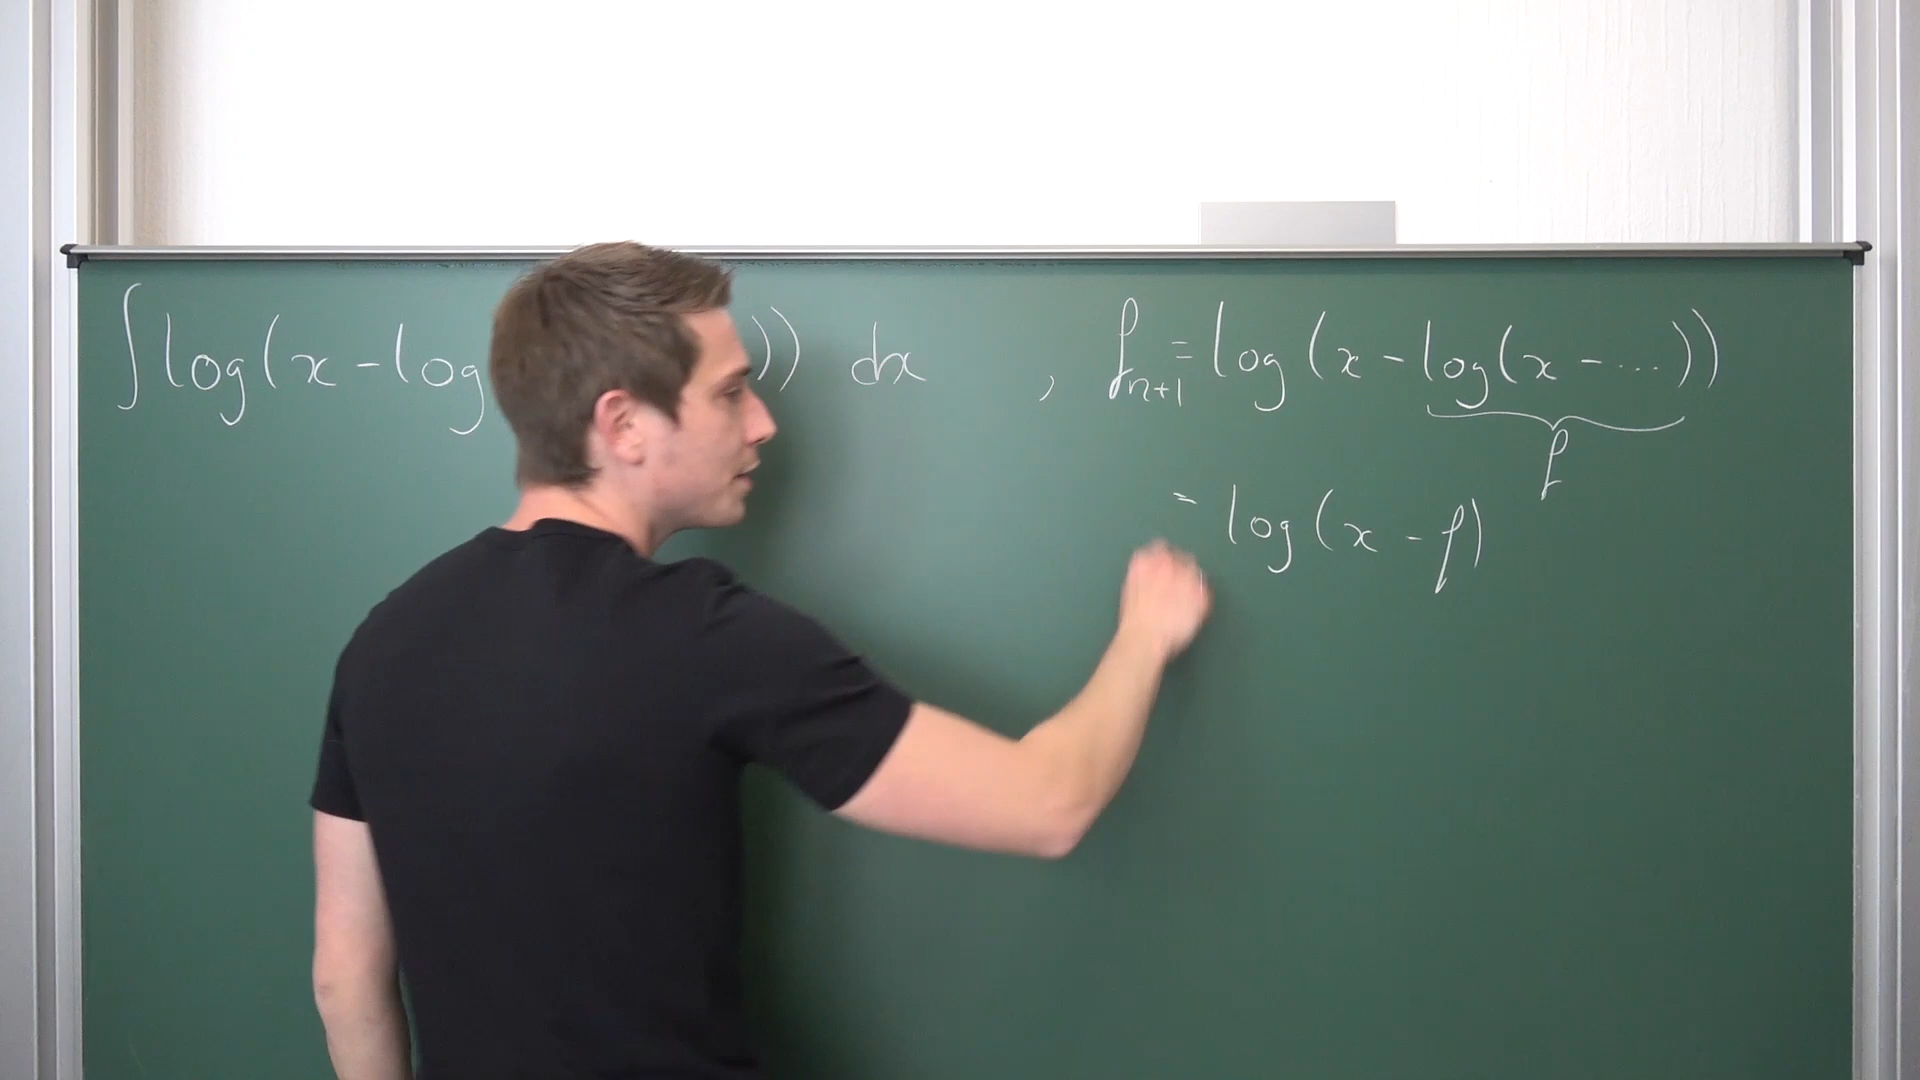 ∫log(x-log )) dx , f_{n+1} = log(x-log(x-...))
f
= log(x-f)